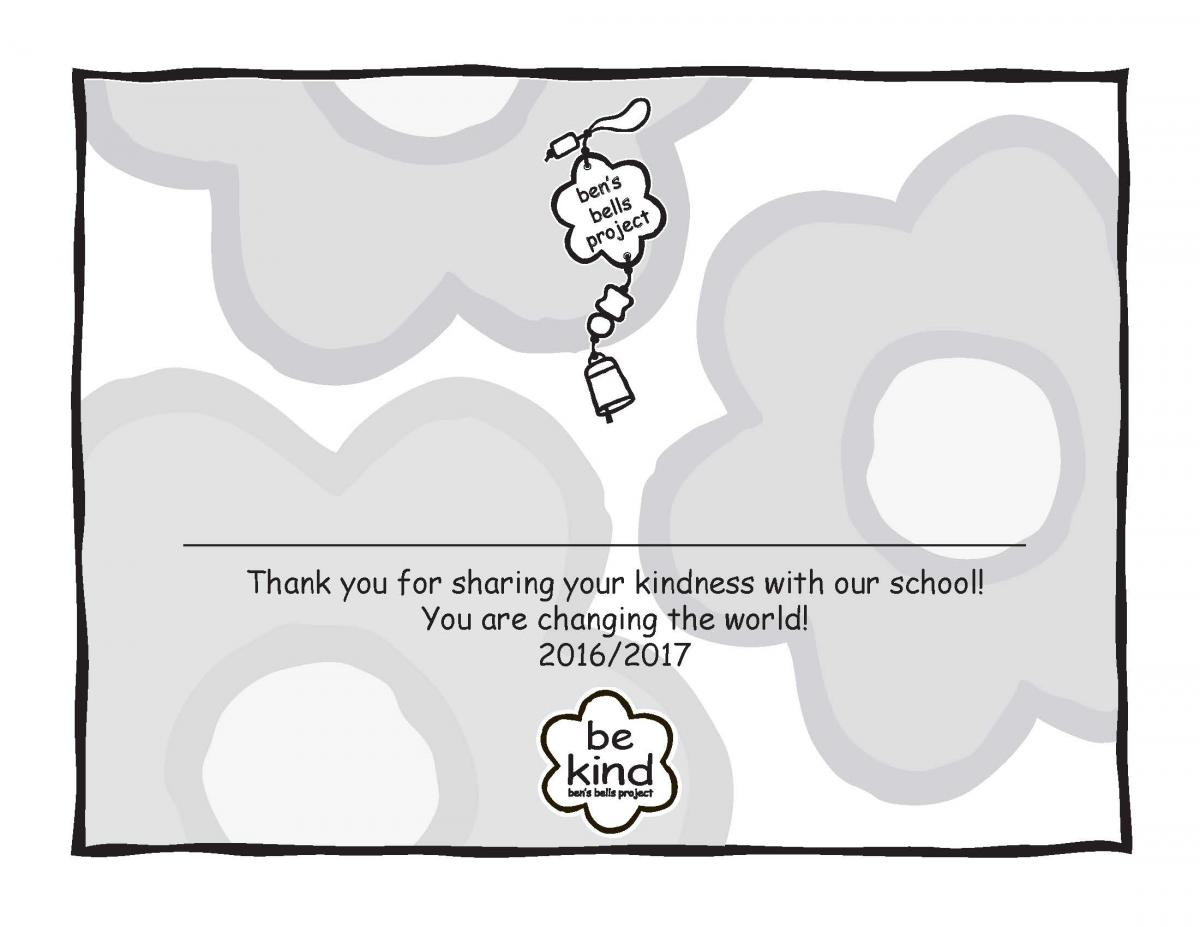 ben's
bells
project
Thank you for sharing your kindness with our school!
You are changing the world!
2016/2017
be
kind
ben's bells project